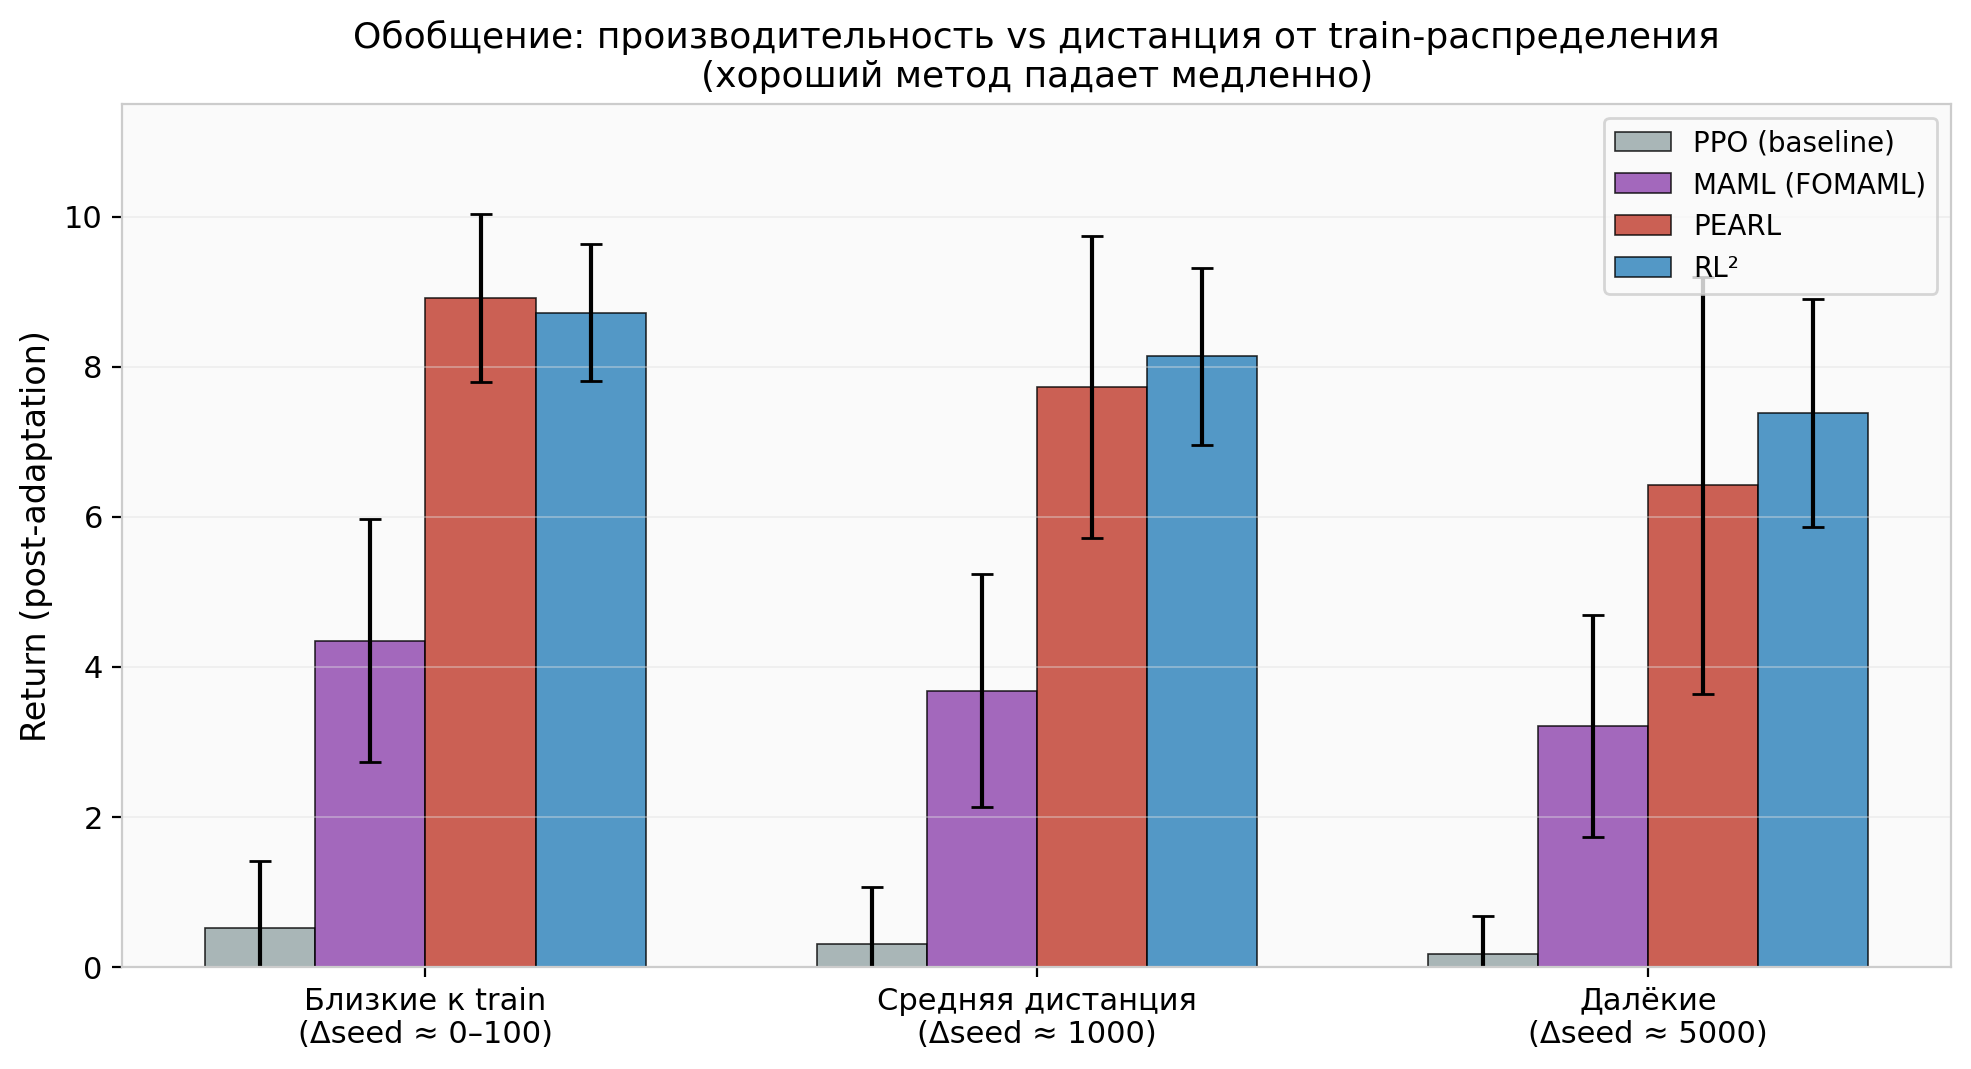 Обобщение: производительность vs дистанция от train-распределения
(хороший метод падает медленно)
PPO (baseline)
MAML (FOMAML)
PEARL
RL²
Return (post-adaptation)
10
8
6
4
2
0
Близкие к train
(Δseed ≈ 0–100)
Средняя дистанция
(Δseed ≈ 1000)
Далёкие
(Δseed ≈ 5000)